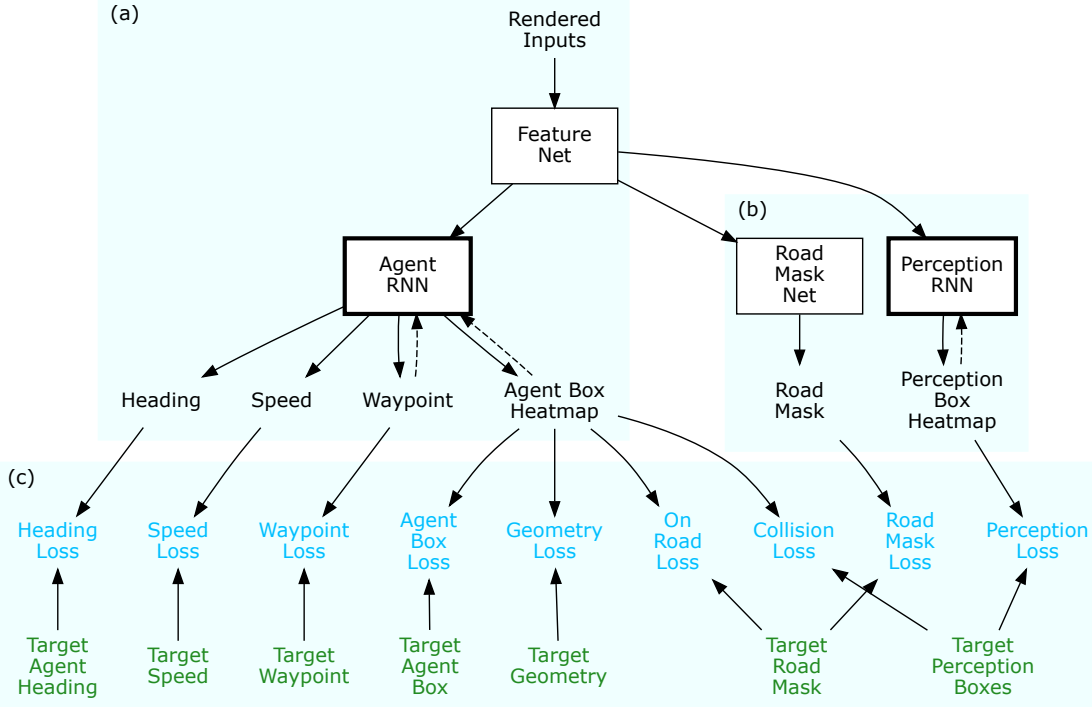 (a)
Rendered
Inputs
Feature
Net
(b)
Agent
RNN
Road
Mask
Net
Perception
RNN
Heading
Speed
Waypoint
Agent Box
Heatmap
Road
Mask
Perception
Box
Heatmap
(c)
Heading
Loss
Speed
Loss
Waypoint
Loss
Agent
Box
Loss
Geometry
Loss
On
Road
Loss
Collision
Loss
Road
Mask
Loss
Perception
Loss
Target
Agent
Heading
Target
Speed
Target
Waypoint
Target
Agent
Box
Target
Geometry
Target
Road
Mask
Target
Perception
Boxes